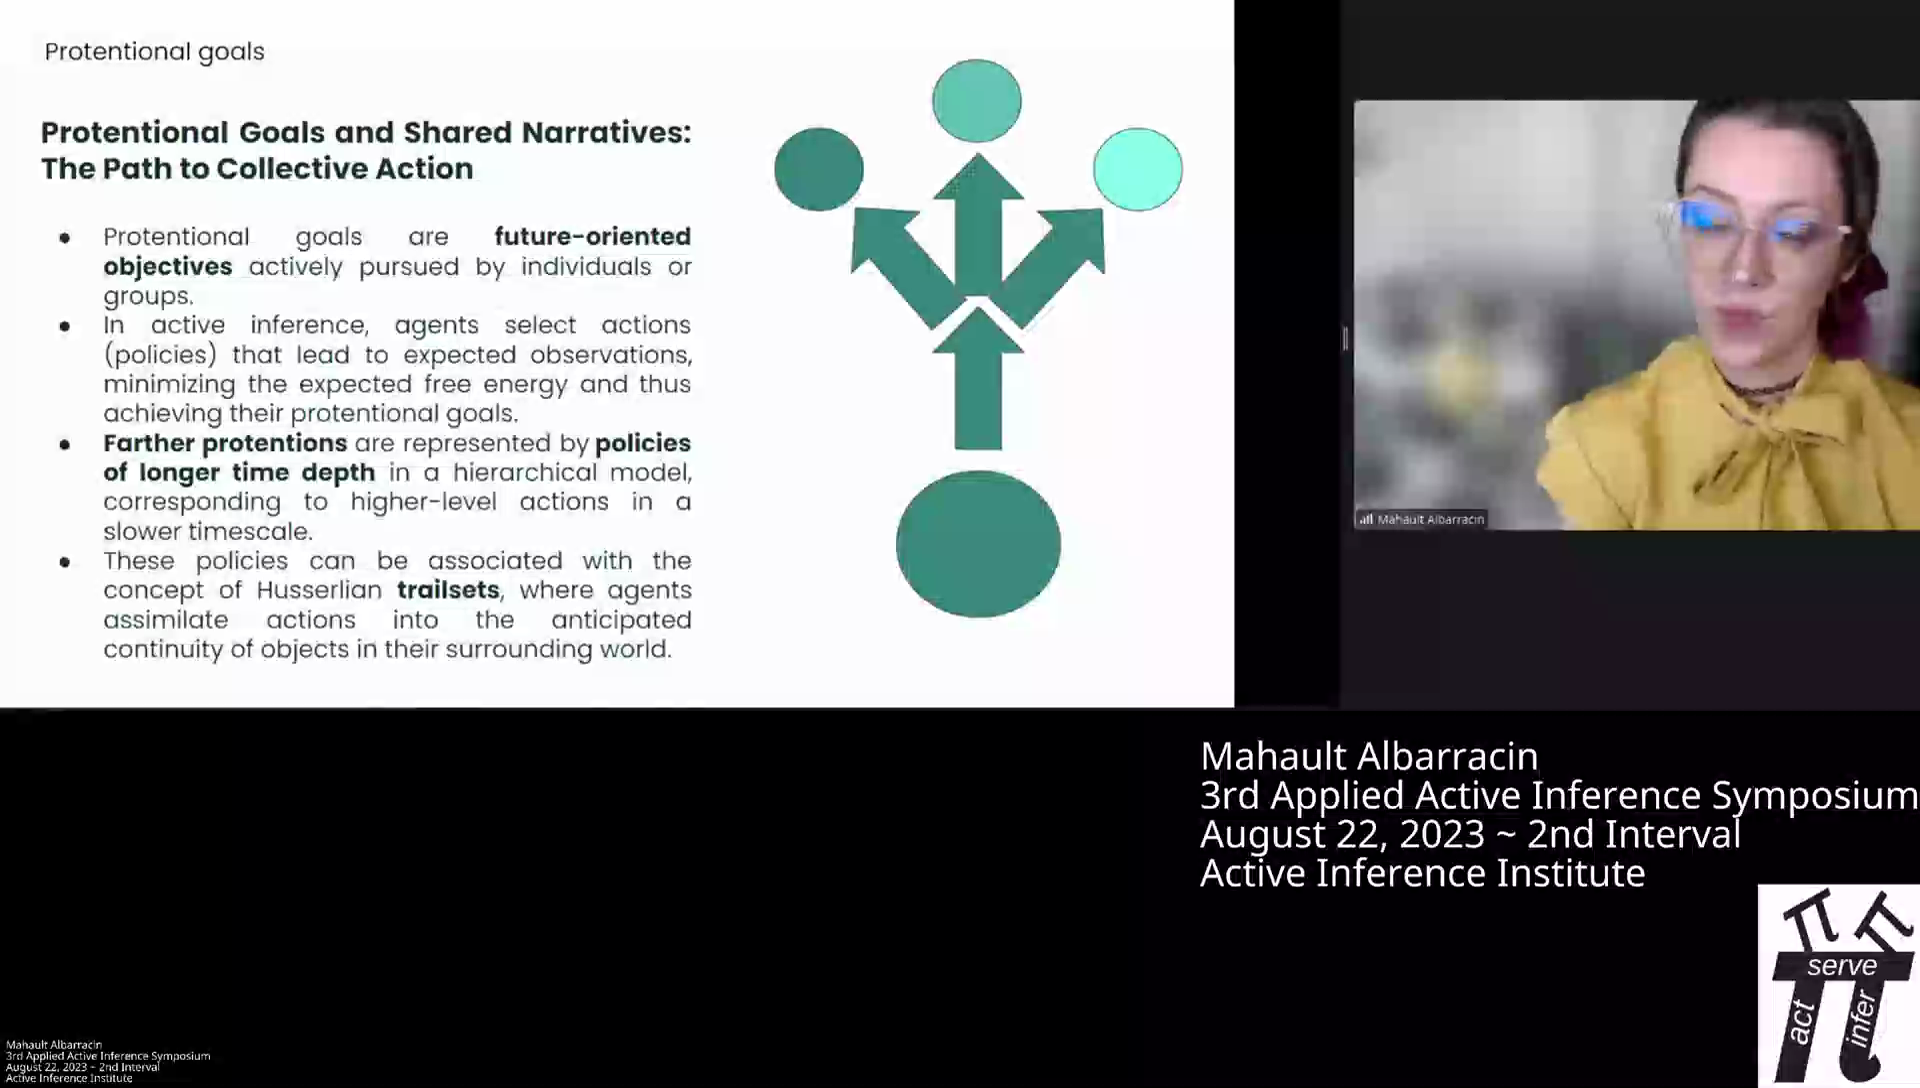 Protentional goals
Protentional Goals and Shared Narratives:
The Path to Collective Action
● Protentional goals are future-oriented
objectives actively pursued by individuals or
groups.
● In active inference, agents select actions
(policies) that lead to expected observations,
minimizing the expected free energy and thus
achieving their protentional goals.
● Farther protentions are represented by policies
of longer time depth in a hierarchical model,
corresponding to higher-level actions in a
slower timescale.
● These policies can be associated with the
concept of Husserlian trailsets, where agents
assimilate actions into the anticipated
continuity of objects in their surrounding world.
Mahault Albarracin
Mahault Albarracin
3rd Applied Active Inference Symposium
August 22, 2023 ~ 2nd Interval
Active Inference Institute
serve
act
infer
Mahault Albarracin
3rd Applied Active Inference Symposium
August 22, 2023 ~ 2nd Interval
Active Inference Institute